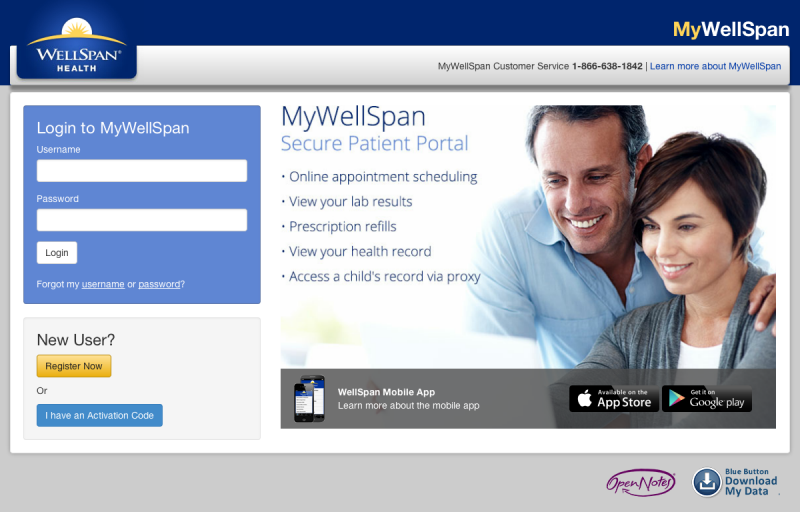 WELLSPAN®
HEALTH
MyWellSpan
MyWellSpan Customer Service 1-866-638-1842 | Learn more about MyWellSpan
Login to MyWellSpan
Username
Password
Login
Forgot my username or password?
New User?
Register Now
Or
I have an Activation Code
MyWellSpan
Secure Patient Portal
• Online appointment scheduling
• View your lab results
• Prescription refills
• View your health record
• Access a child's record via proxy
WellSpan Mobile App
Learn more about the mobile app
Available on the
App Store
Get it on
Google play
OpenNotes
Blue Button
Download
My Data